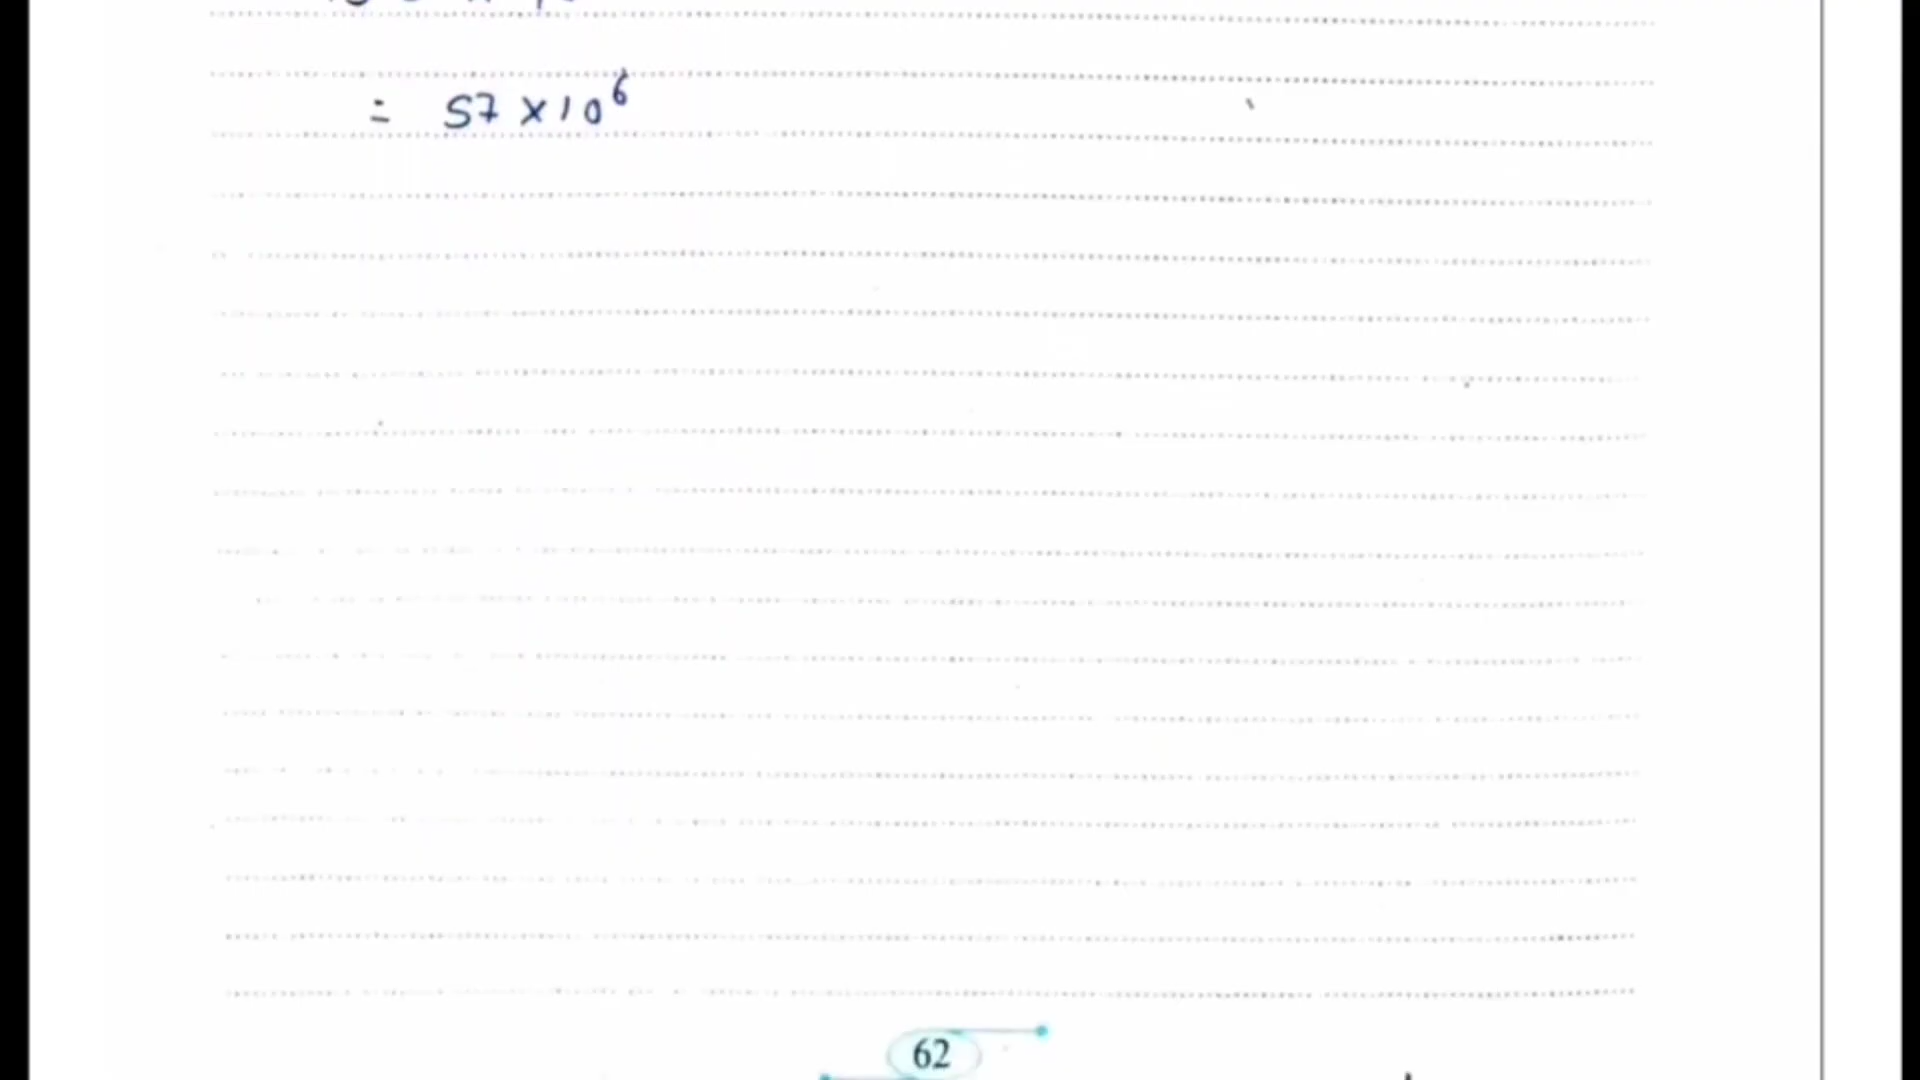 = 57 × 10⁶
62